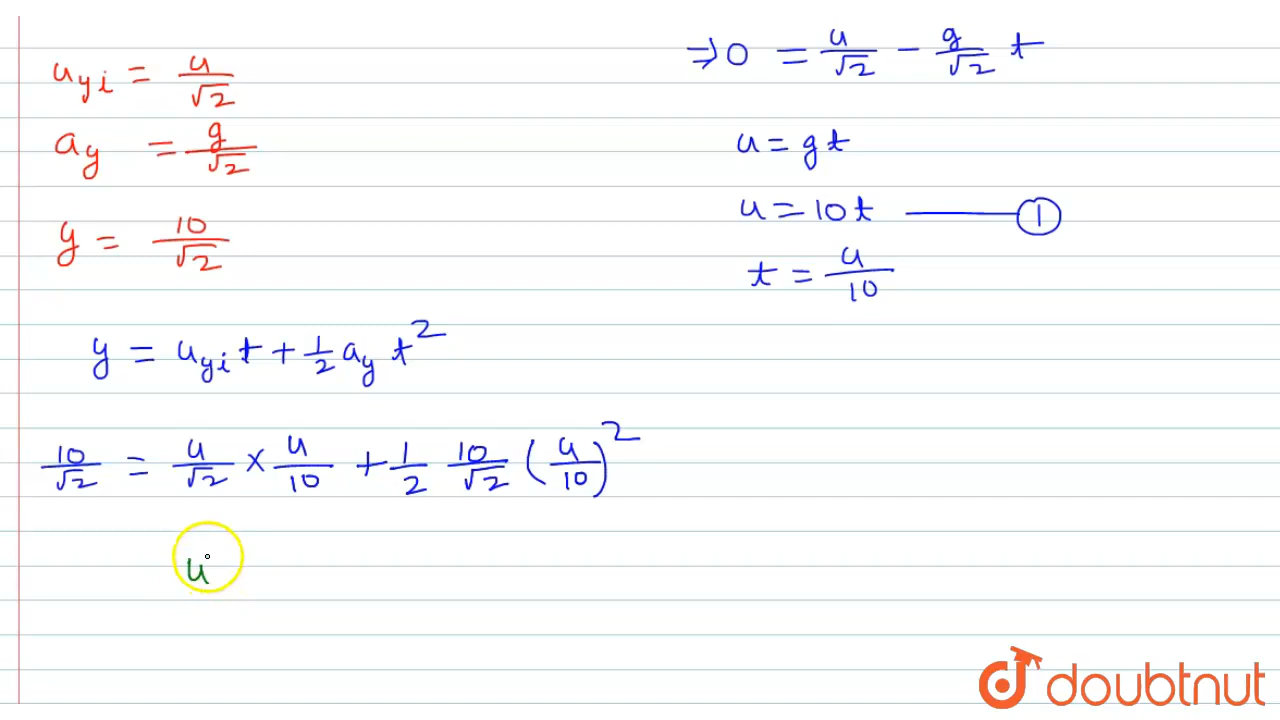 u_yi = u/√2
a_y = g/√2
y = 10/√2
y = u_yi t + 1/2 a_y t²
10/√2 = u/√2 × u/10 + 1/2 10/√2 (u/10)²
u
⇒ 0 = u/√2 − g/√2 t
u = gt
u = 10t —— ①
t = u/10
doubtnut